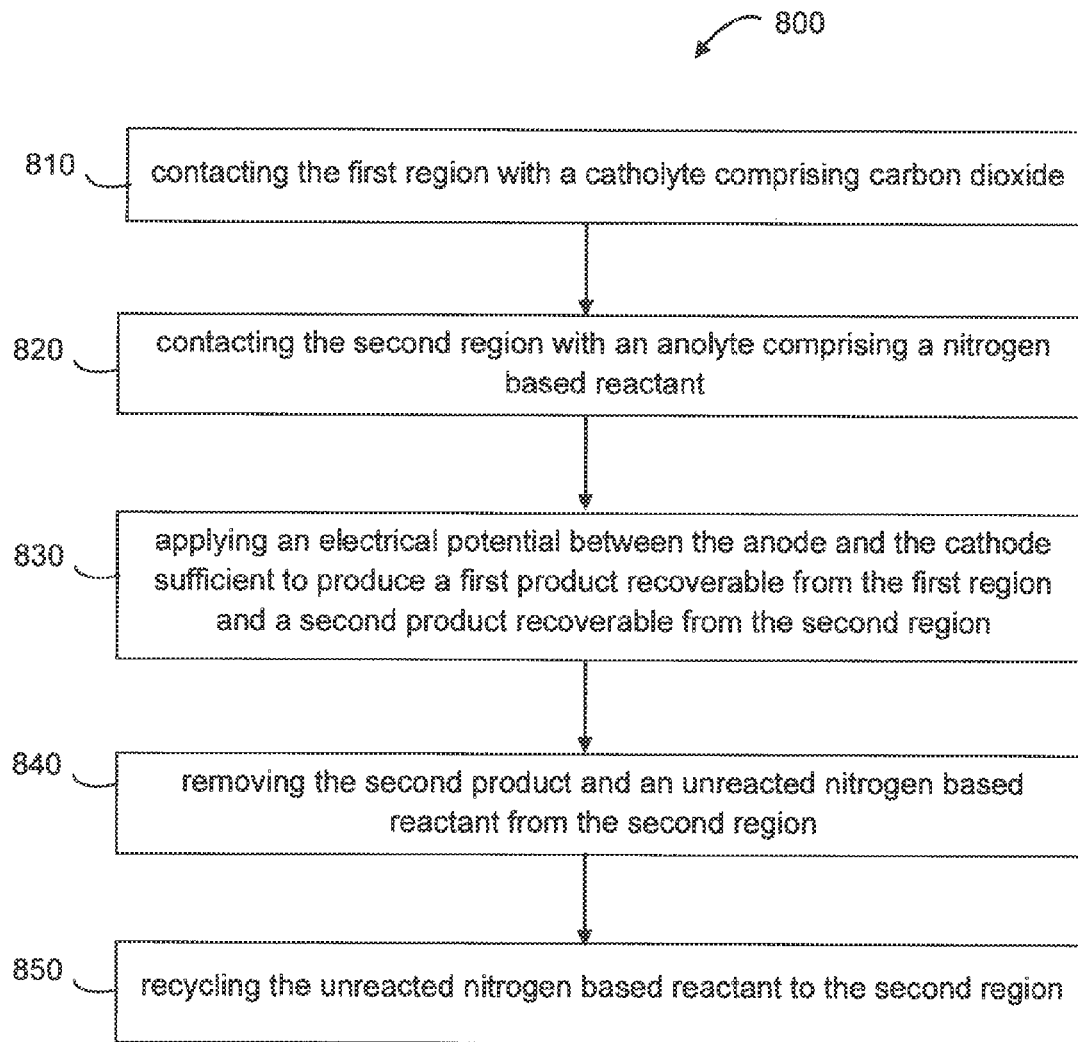 800
810
contacting the first region with a catholyte comprising carbon dioxide
820
contacting the second region with an anolyte comprising a nitrogen
based reactant
830
applying an electrical potential between the anode and the cathode
sufficient to produce a first product recoverable from the first region
and a second product recoverable from the second region
840
removing the second product and an unreacted nitrogen based
reactant from the second region
850
recycling the unreacted nitrogen based reactant to the second region